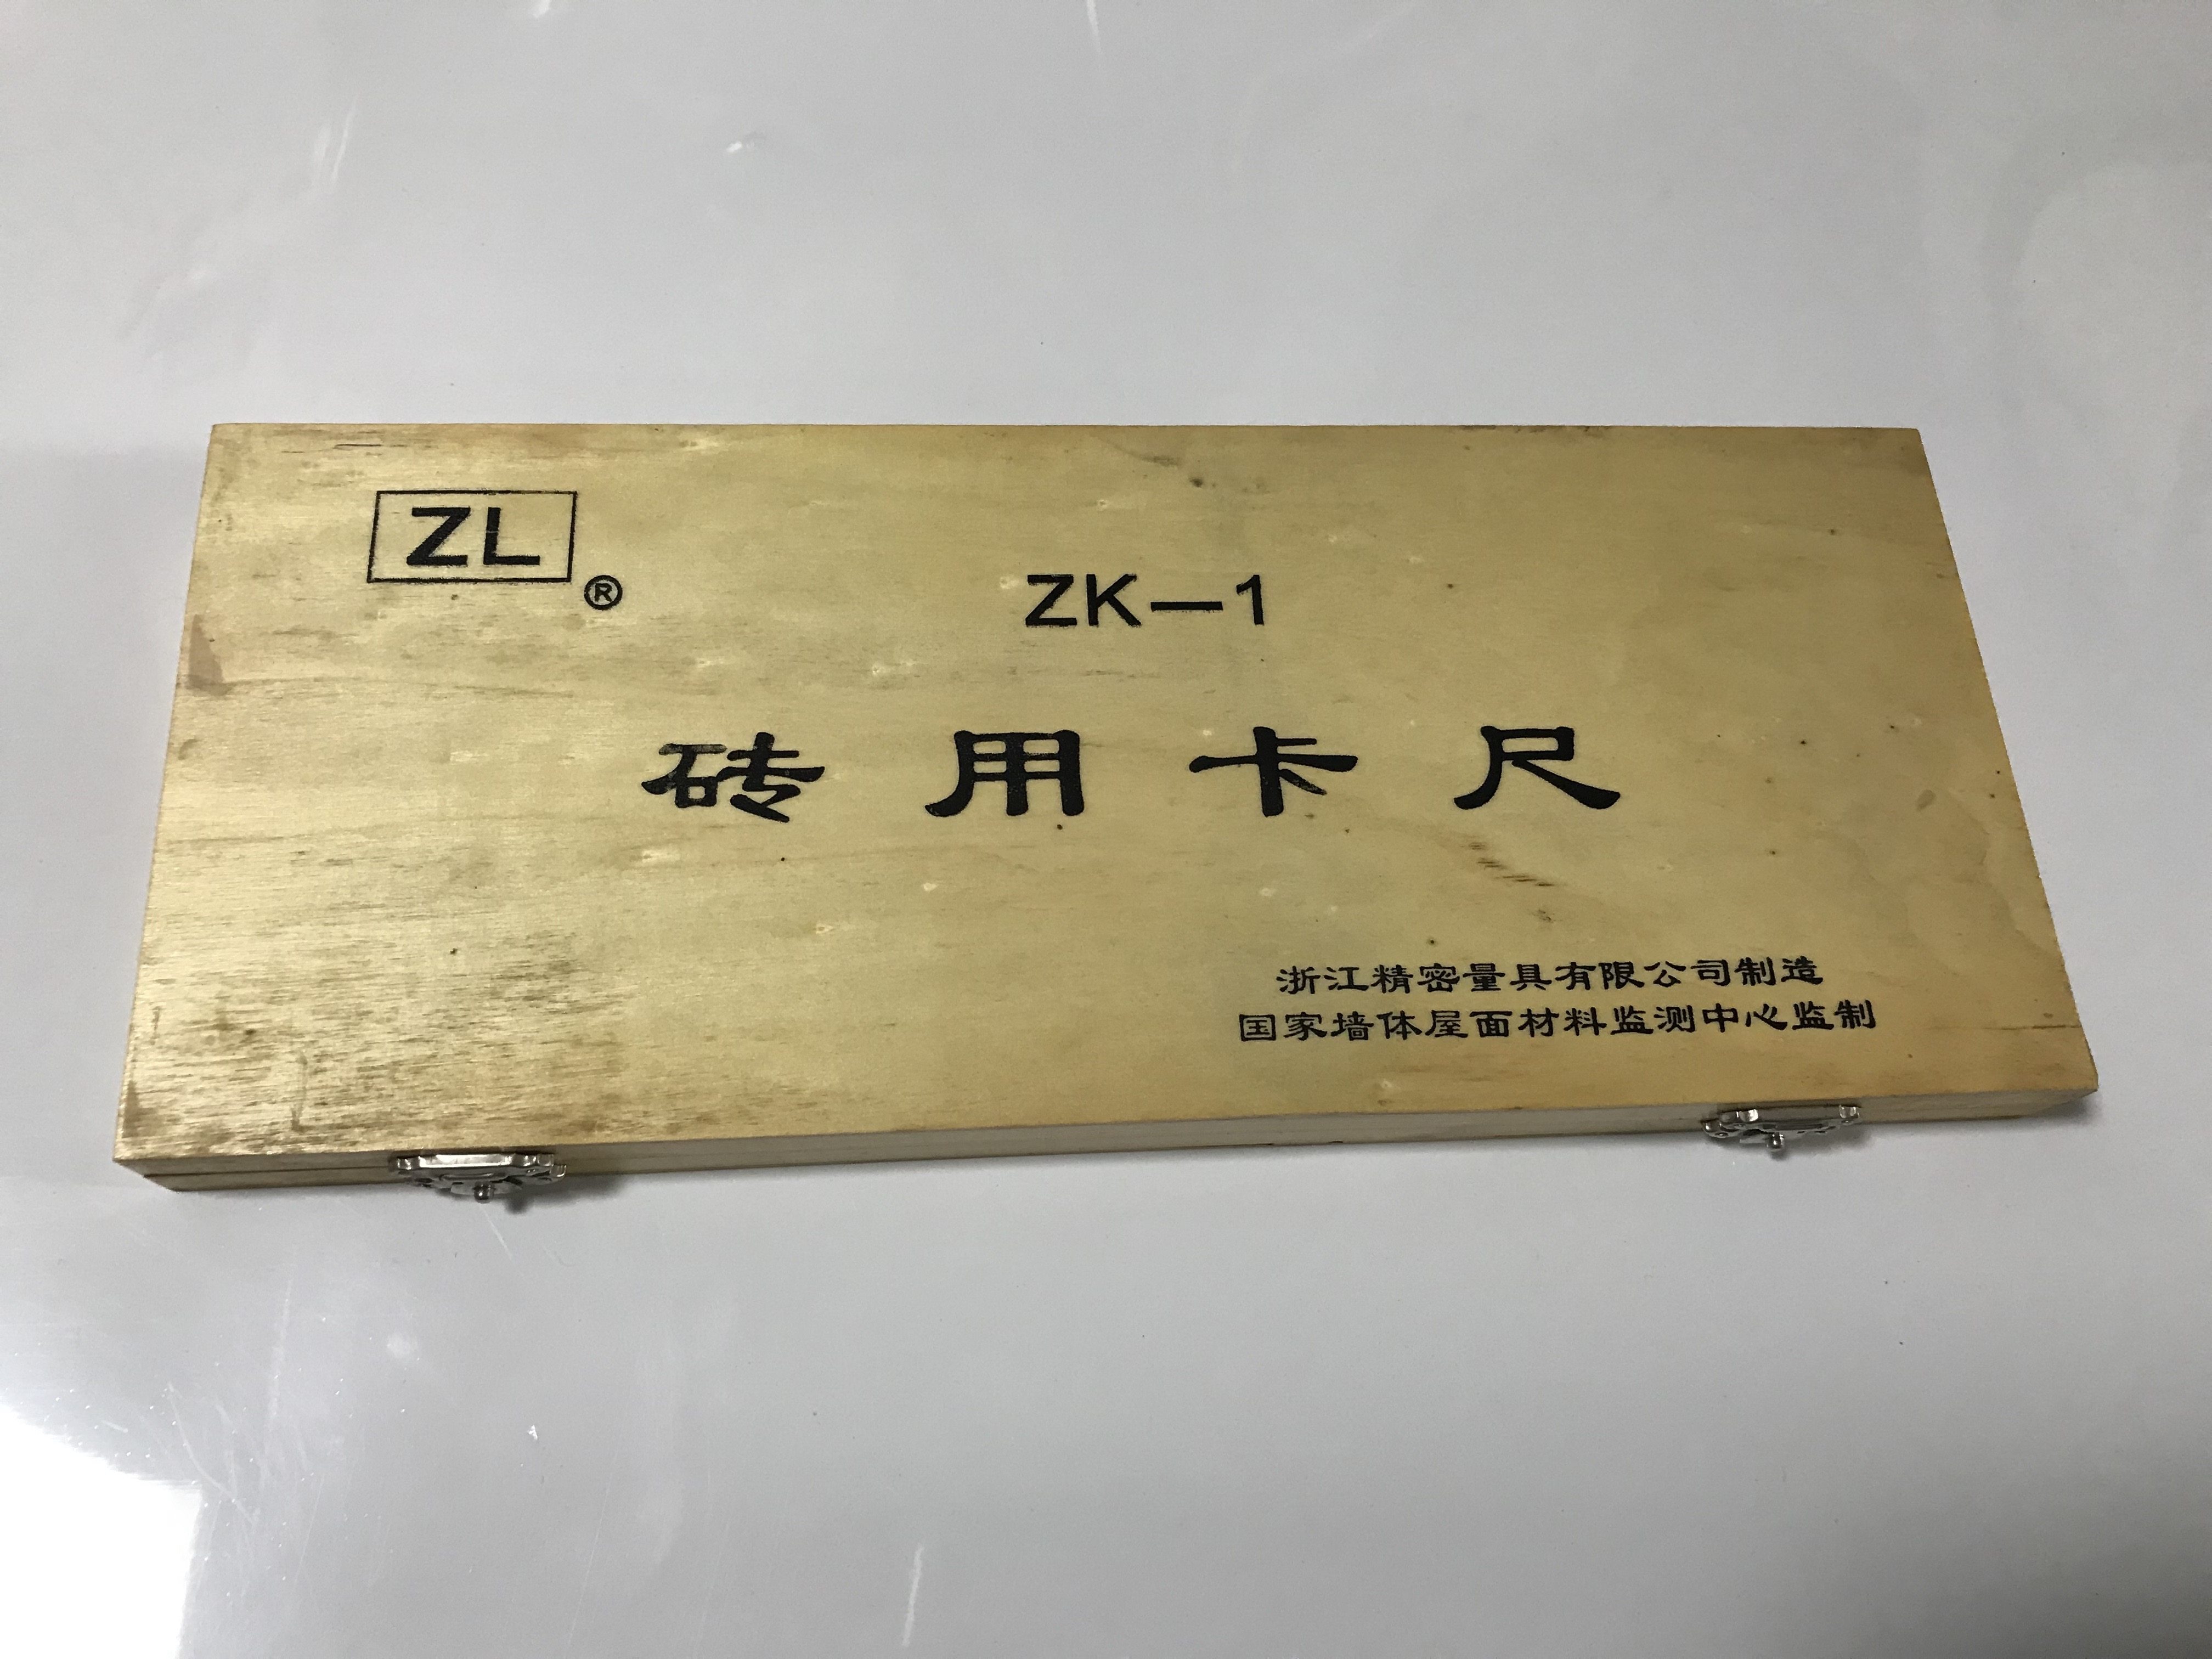 ZL
®
ZK—1
砖用卡尺
浙江精密量具有限公司制造
国家墙体屋面材料监测中心监制